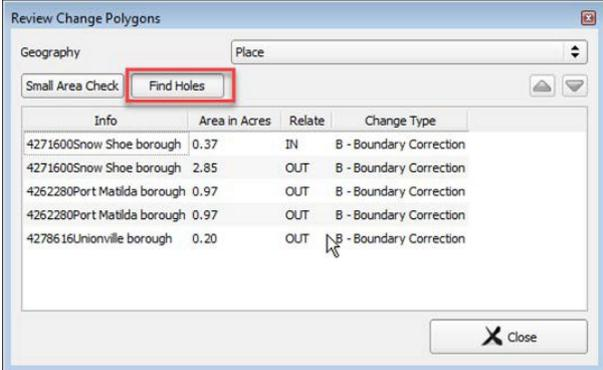 Review Change Polygons
Geography Place
Small Area Check Find Holes
Info Area in Acres Relate Change Type
4271600Snow Shoe borough 0.37 IN B - Boundary Correction
4271600Snow Shoe borough 2.85 OUT B - Boundary Correction
4262280Port Matilda borough 0.97 OUT B - Boundary Correction
4262280Port Matilda borough 0.97 OUT B - Boundary Correction
4278616Unionville borough 0.20 OUT B - Boundary Correction
Close